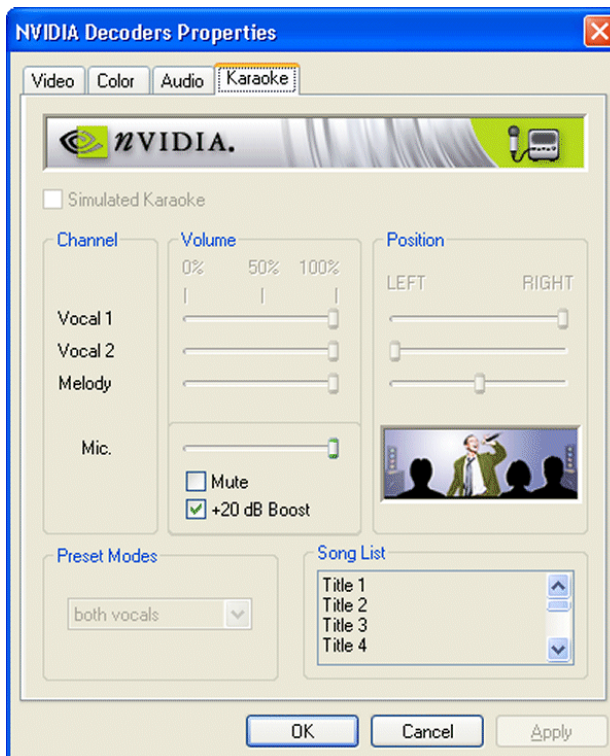 NVIDIA Decoders Properties
Video Color Audio Karaoke
nVIDIA.
Simulated Karaoke
Channel Volume Position
0% 50% 100%
LEFT RIGHT
Vocal 1
Vocal 2
Melody
Mic.
Mute
+20 dB Boost
Preset Modes
both vocals
Song List
Title 1
Title 2
Title 3
Title 4
OK Cancel Apply